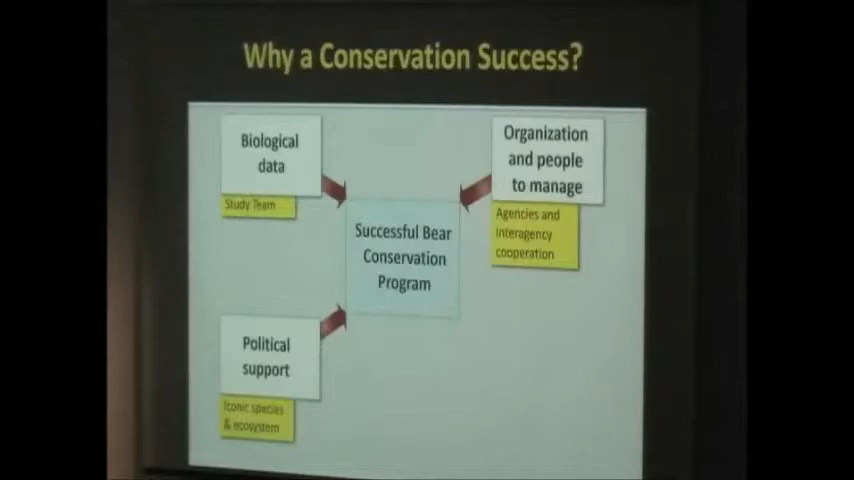 Why a Conservation Success?
Biological
data
Study Team
Organization
and people
to manage
Agencies and
interagency
cooperation
Successful Bear
Conservation
Program
Political
support
Iconic species
& ecosystem